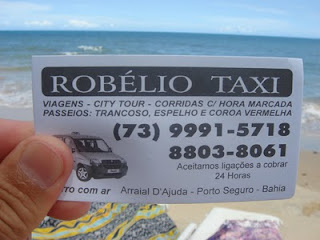 ROBÉLIO TAXI
VIAGENS - CITY TOUR - CORRIDAS C/ HORA MARCADA
PASSEIOS: TRANCOSO, ESPELHO E COROA VERMELHA
(73) 9991-5718
8803-8061
Aceitamos ligações a cobrar
24 Horas
com ar Arraial D'Ajuda - Porto Seguro - Bahia